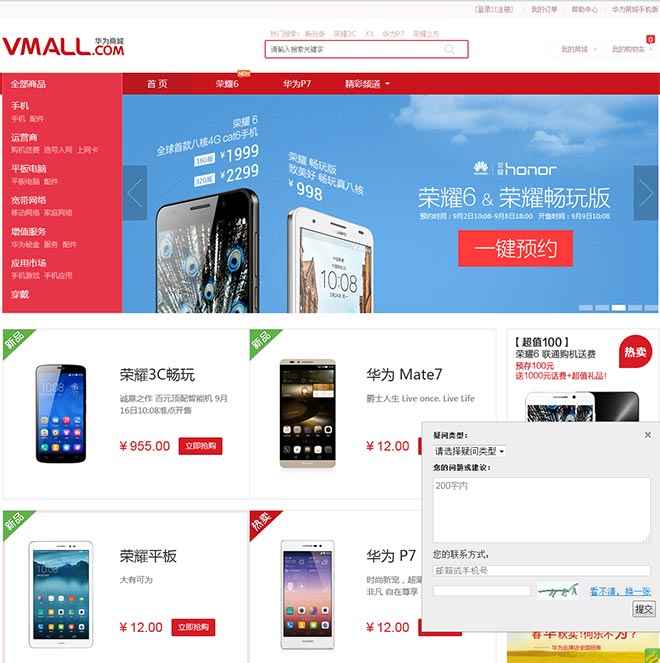 [登录] [注册] 我的订单 帮助中心 华为商城手机版
VMALL.COM 华为商城
热门搜索： 畅玩版 荣耀3C X1 华为P7 荣耀立方
请输入搜索关键字
我的商城 我的购物车 0
全部商品 首 页 荣耀6 NEW 华为P7 精彩频道
手机
手机 配件
运营商
购机送费 选号入网 上网卡
平板电脑
平板电脑 配件
宽带网络
移动网络 家庭网络
增值服务
华为秘盒 服务 配件
应用市场
手机游戏 手机应用
穿戴
荣耀 6
全球首款八核4G cat6手机
16G版 ¥1999
32G版 ¥2299
荣耀 畅玩版
致美好 畅玩真八核
¥998
荣耀 honor
荣耀6 & 荣耀畅玩版
预约时间：9月2日10:08-9月8日18:00 开售时间：9月9日10:08
一键预约
新品
荣耀3C畅玩
诚意之作 百元顶配智能机 9月
16日10:08准点开售
¥955.00 立即抢购
新品
华为 Mate7
爵士人生 Live once. Live Life
¥12.00
【 超值100 】
荣耀6 联通购机送费
预存100元
送1000元话费+超值礼品!
热卖
新品
荣耀平板
大有可为
¥12.00 立即抢购
热卖
华为 P7
时尚新宠，超薄
非凡 自在尊享
¥12.00
疑问类型：
请选择疑问类型
您的问题或建议：
200字内
您的联系方式：
邮箱或手机号
看不清，换一张
提交
华为品牌店全国招商